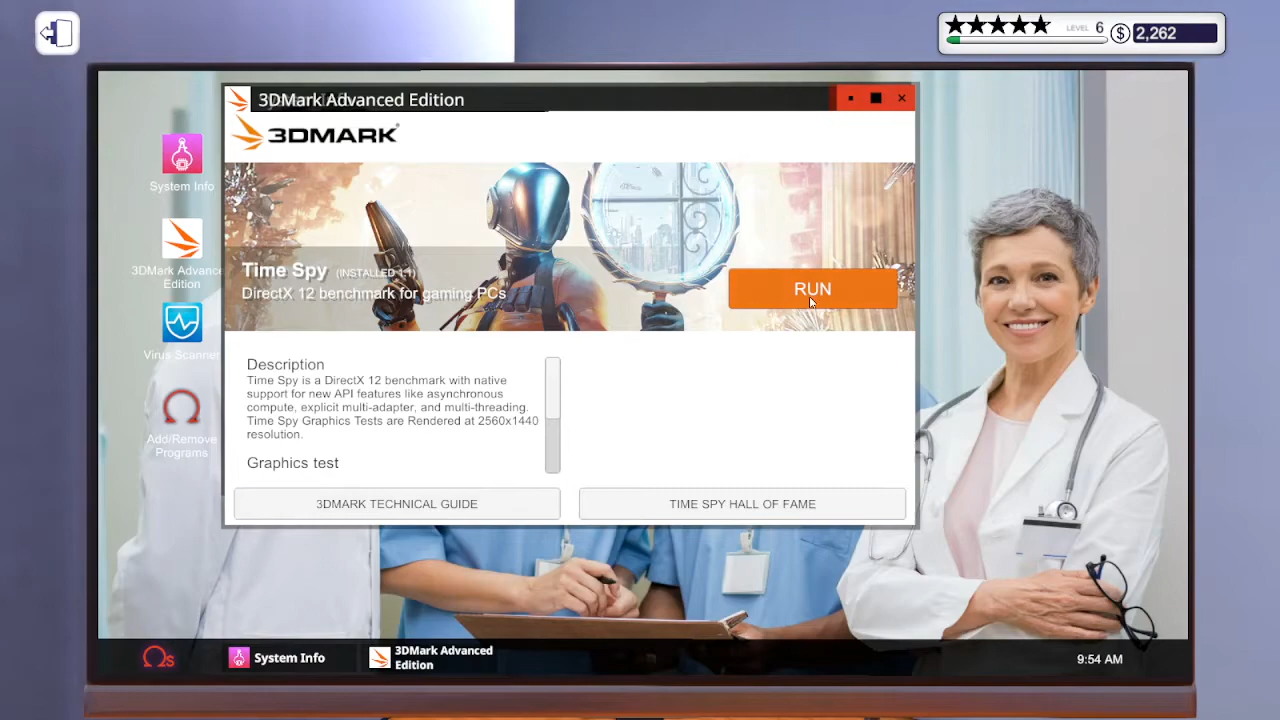 LEVEL 6
$ 2,262
3DMark Advanced Edition
3DMARK
System Info
3DMark Advance
Edition
Virus Scanner
Add/Remove
Programs
Time Spy (INSTALLED 1.1)
DirectX 12 benchmark for gaming PCs
RUN
Description
Time Spy is a DirectX 12 benchmark with native
support for new API features like asynchronous
compute, explicit multi-adapter, and multi-threading.
Time Spy Graphics Tests are Rendered at 2560x1440
resolution.
Graphics test
3DMARK TECHNICAL GUIDE
TIME SPY HALL OF FAME
Ωs
System Info
3DMark Advanced
Edition
9:54 AM